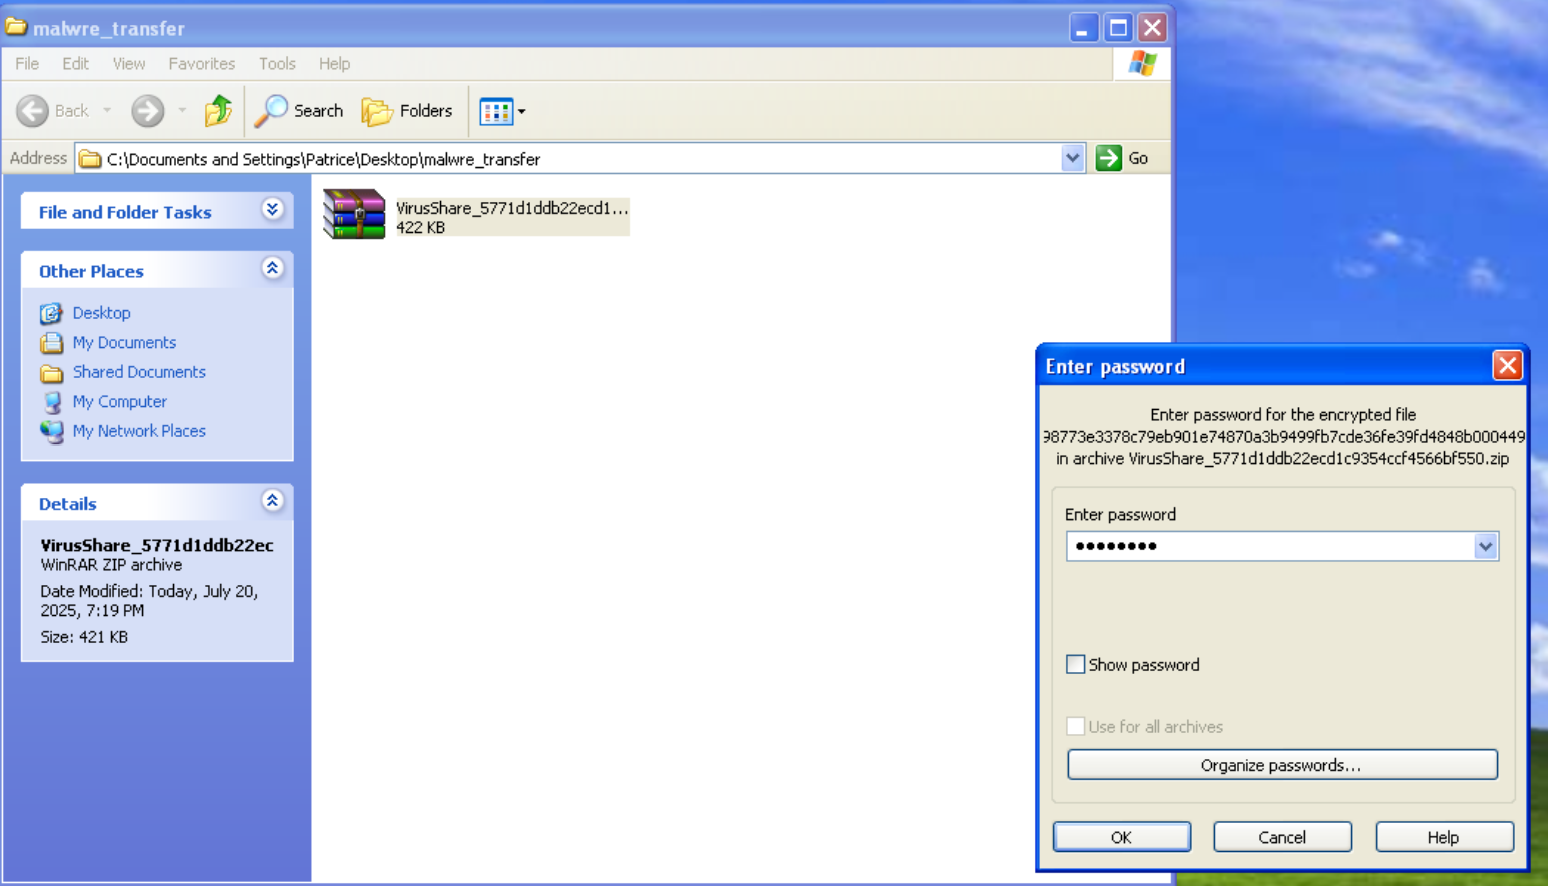 malwre_transfer
File Edit View Favorites Tools Help
Back Search Folders
Address C:\Documents and Settings\Patrice\Desktop\malwre_transfer Go
File and Folder Tasks
Other Places
Desktop
My Documents
Shared Documents
My Computer
My Network Places
Details
VirusShare_5771d1ddb22ec
WinRAR ZIP archive
Date Modified: Today, July 20,
2025, 7:19 PM
Size: 421 KB
VirusShare_5771d1ddb22ecd1...
422 KB
Enter password
Enter password for the encrypted file
98773e3378c79eb901e74870a3b9499fb7cde36fe39fd4848b000449
in archive VirusShare_5771d1ddb22ecd1c9354ccf4566bf550.zip
Enter password
••••••••
Show password
Use for all archives
Organize passwords...
OK Cancel Help